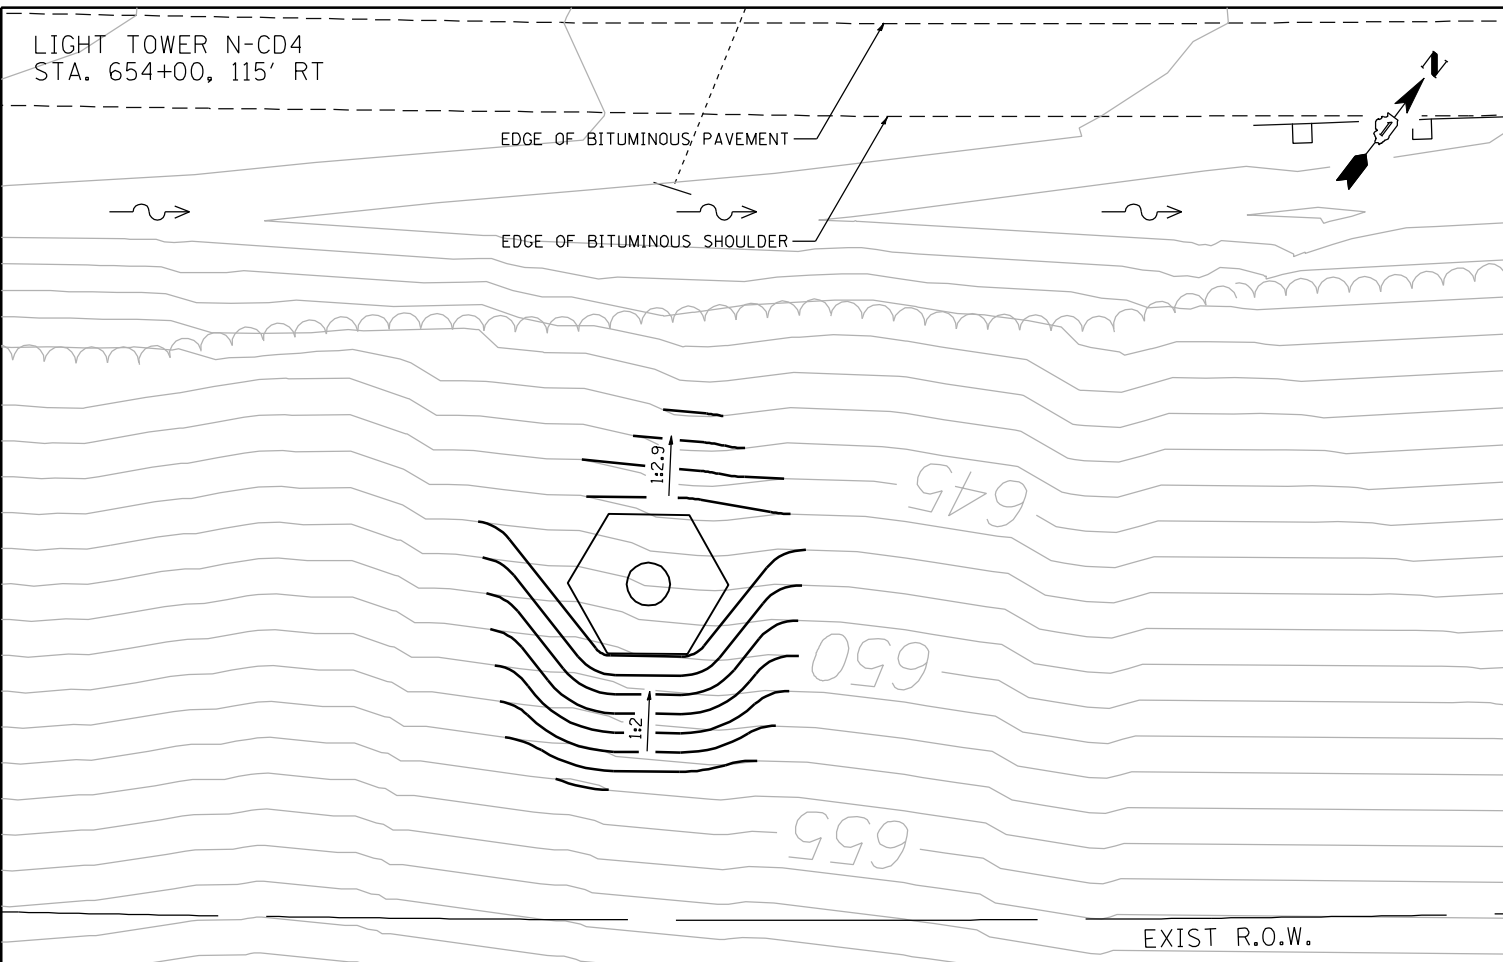 LIGHT TOWER N-CD4
STA. 654+00, 115' RT
N
EDGE OF BITUMINOUS PAVEMENT
EDGE OF BITUMINOUS SHOULDER
1:2.9
645
650
1:2
655
EXIST R.O.W.